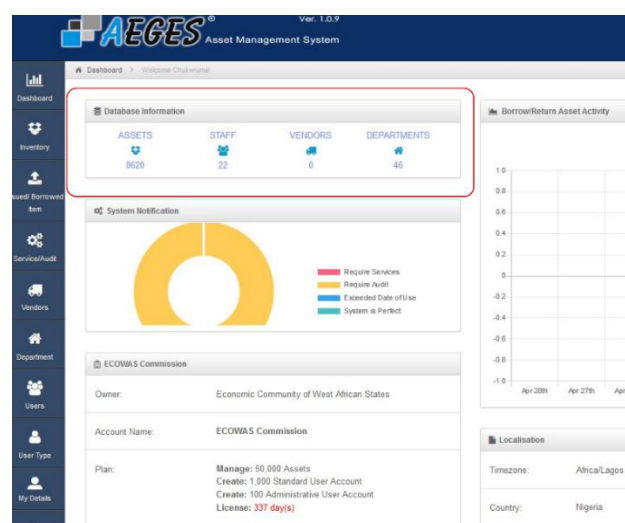 AEGES®
Ver. 1.0.9
Asset Management System
Dashboard > Welcome
Dashboard
Inventory
Issued/ Borrowed
Item
Service/Audit
Vendors
Department
Users
User Type
My Details
Database Information
ASSETS STAFF VENDORS DEPARTMENTS
8620 22 0 46
System Notification
Require Services
Require Audit
Exceeded Date of Use
System is Perfect
ECOWAS Commission
Owner: Economic Community of West African States
Account Name: ECOWAS Commission
Plan: Manage: 50,000 Assets
Create: 1,000 Standard User Account
Create: 100 Administrative User Account
License: 337 day(s)
Borrow/Return Asset Activity
1.0
0.8
0.6
0.4
0.2
0
-0.2
-0.4
-0.6
-0.8
-1.0
Apr 28th Apr 27th Apr
Localisation
Timezone: Africa/Lagos
Country: Nigeria